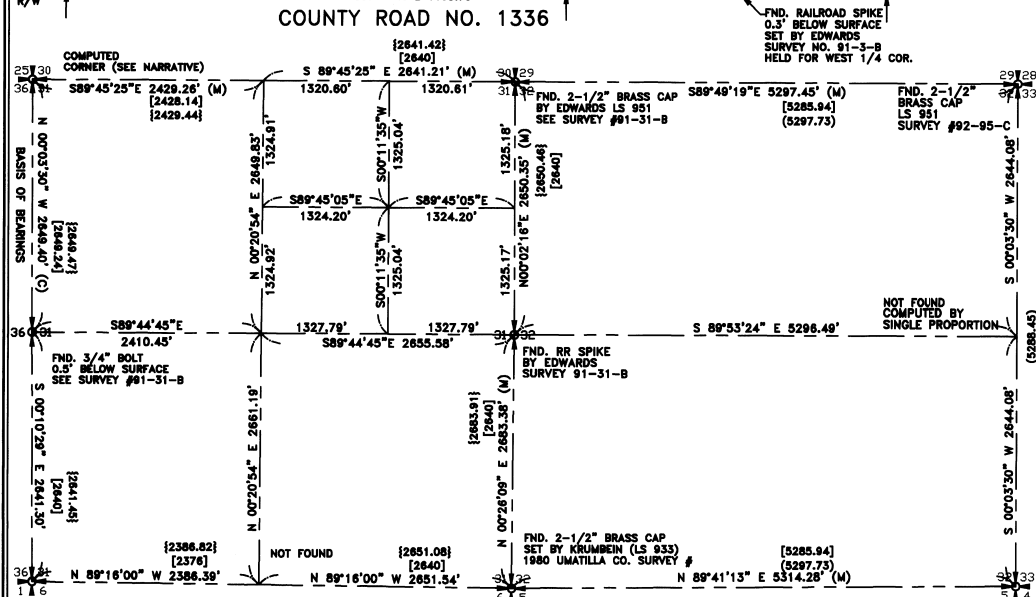 R/W
COUNTY ROAD NO. 1336
FND. RAILROAD SPIKE
0.3' BELOW SURFACE
SET BY EDWARDS
SURVEY NO. 91-3-B
HELD FOR WEST 1/4 COR.
COMPUTED
CORNER (SEE NARRATIVE)
{2641.42}
[2640]
25 30
36 31
S 89°45'25" E 2641.21' (M)
30 29
31 32
29 28
32 33
S89°45'25"E 2429.26' (M)
[2428.14]
{2429.44}
1320.60'
1320.61'
FND. 2-1/2" BRASS CAP
BY EDWARDS LS 951
SEE SURVEY #91-31-B
S89°49'19"E 5297.45' (M)
[5285.94]
(5297.73)
FND. 2-1/2"
BRASS CAP
LS 951
SURVEY #92-95-C
BASIS OF BEARINGS
N 00°03'30" W 2649.40' (C)
[2649.24]
{2649.47}
N 00°20'54" E 2649.83'
1324.91'
1324.92'
S00°11'35"W
1325.04'
S89°45'05"E
1324.20'
S89°45'05"E
1324.20'
S00°11'35"W
1325.04'
1325.18'
1325.17'
N00°02'16"E 2650.35' (M)
{2650.46}
[2640]
S 00°03'30" W 2644.08'
36 31
S89°44'45"E
2410.45'
1327.79'
1327.79'
S89°44'45"E 2655.58'
31 32
S 89°53'24" E 5296.49'
NOT FOUND
COMPUTED BY
SINGLE PROPORTION
(5288.45)
FND. 3/4" BOLT
0.5' BELOW SURFACE
SEE SURVEY #91-31-B
FND. RR SPIKE
BY EDWARDS
SURVEY 91-31-B
S 00°10'29" E 2641.30'
[2640]
{2641.45}
N 00°20'54" E 2661.19'
{2683.91}
[2640]
N 00°26'09" E 2683.38' (M)
S 00°03'30" W 2644.08'
{2386.82}
[2376]
N 89°16'00" W 2386.39'
NOT FOUND
{2651.08}
[2640]
N 89°16'00" W 2651.54'
FND. 2-1/2" BRASS CAP
SET BY KRUMBEIN (LS 933)
1980 UMATILLA CO. SURVEY #
[5285.94]
(5297.73)
N 89°41'13" E 5314.28' (M)
36 31
1 6
31 32
6 5
32 33
5 4